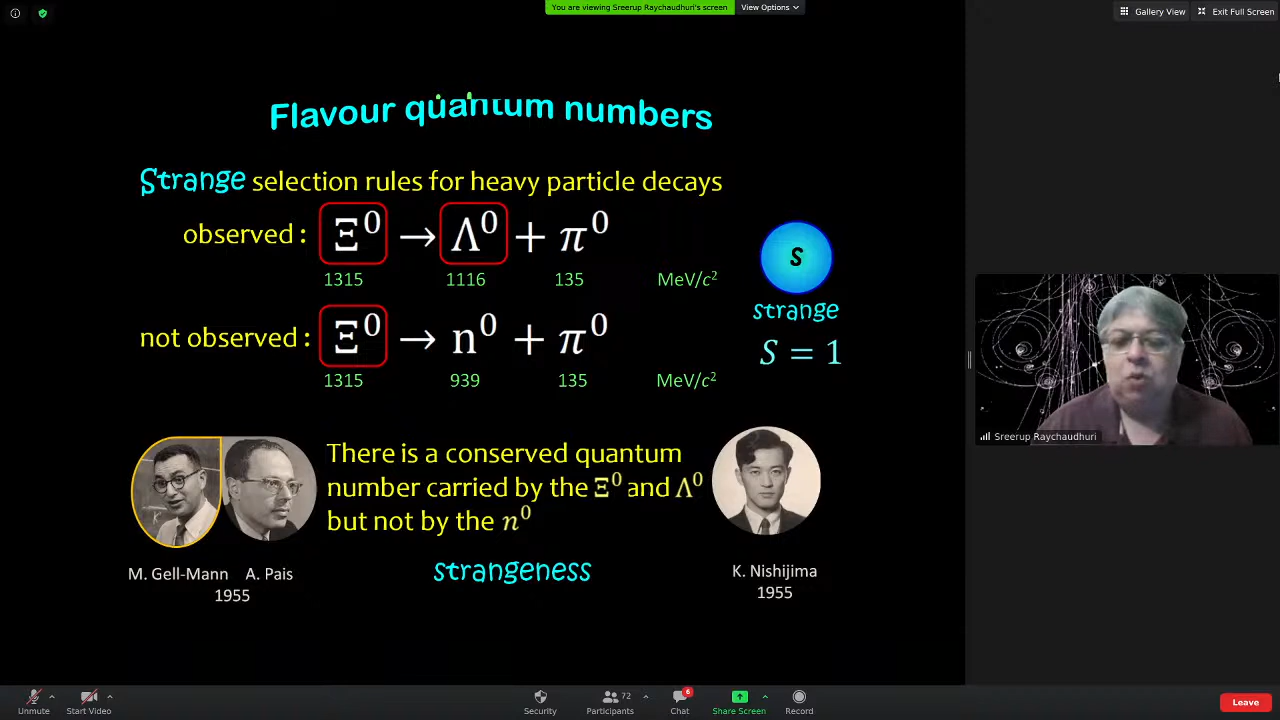 You are viewing Sreerup Raychaudhuri's screen
View Options
Gallery View
Exit Full Screen
Flavour quantum numbers
Strange selection rules for heavy particle decays
observed : Ξ⁰ → Λ⁰ + π⁰
1315 1116 135 MeV/c²
not observed : Ξ⁰ → n⁰ + π⁰
1315 939 135 MeV/c²
S
strange
S = 1
There is a conserved quantum
number carried by the Ξ⁰ and Λ⁰
but not by the n⁰
strangeness
M. Gell-Mann A. Pais
1955
K. Nishijima
1955
Sreerup Raychaudhuri
Unmute
Start Video
Security
72
Participants
6
Chat
Share Screen
Record
Leave